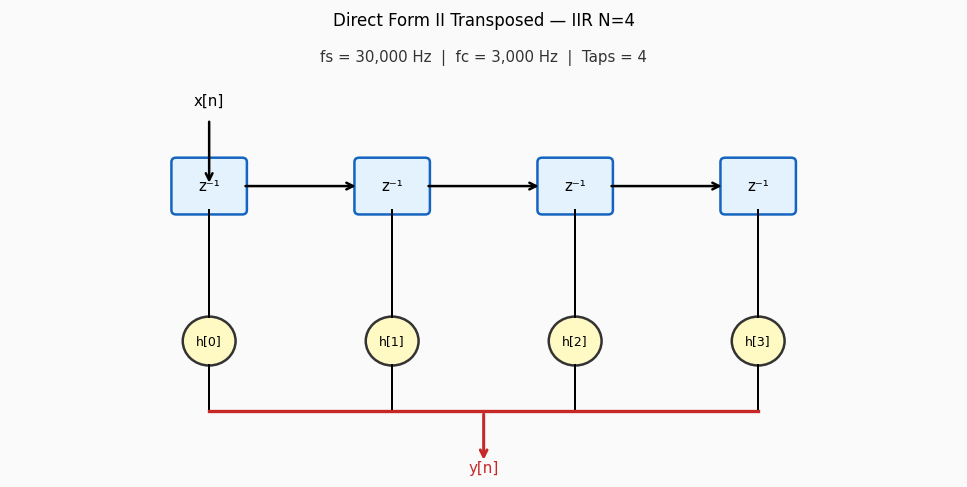 Direct Form II Transposed — IIR N=4
fs = 30,000 Hz | fc = 3,000 Hz | Taps = 4
x[n]
z⁻¹ z⁻¹ z⁻¹ z⁻¹
h[0] h[1] h[2] h[3]
y[n]